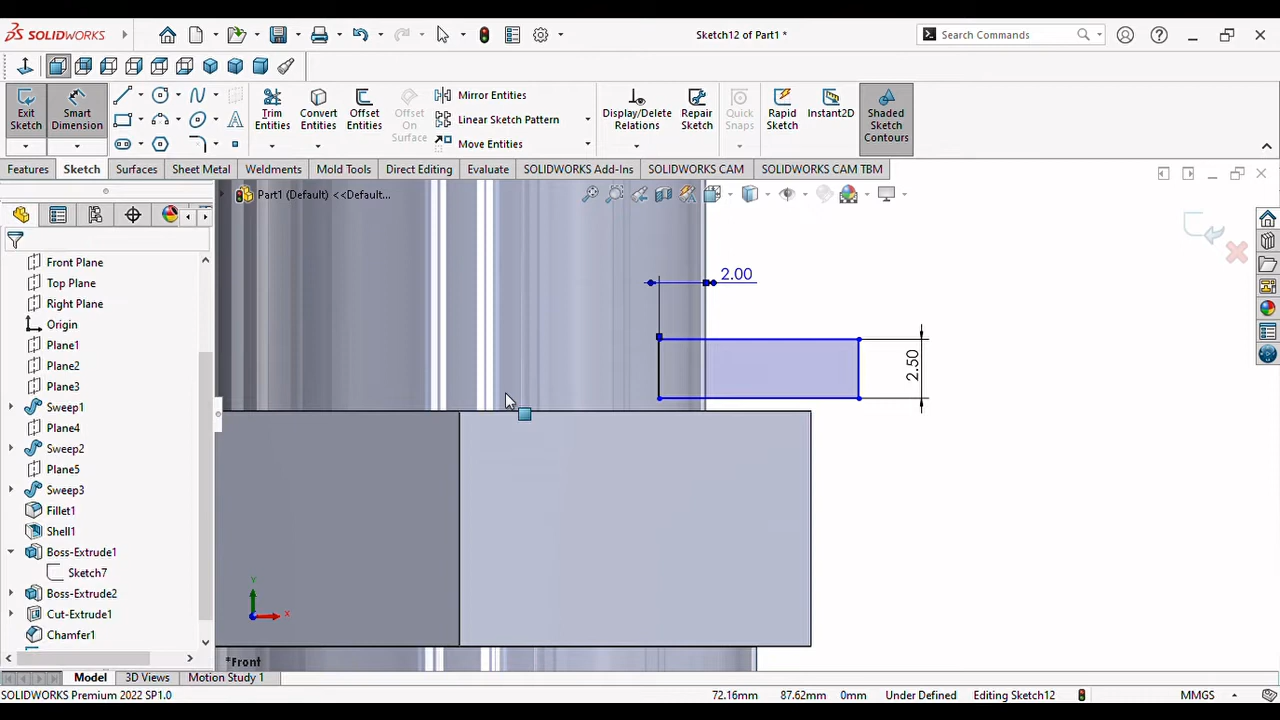 SOLIDWORKS
Sketch12 of Part1 *
Search Commands
Exit Sketch
Smart Dimension
Trim Entities
Convert Entities
Offset Entities
Offset On Surface
Mirror Entities
Linear Sketch Pattern
Move Entities
Display/Delete Relations
Repair Sketch
Quick Snaps
Rapid Sketch
Instant2D
Shaded Sketch Contours
Features
Sketch
Surfaces
Sheet Metal
Weldments
Mold Tools
Direct Editing
Evaluate
SOLIDWORKS Add-Ins
SOLIDWORKS CAM
SOLIDWORKS CAM TBM
Part1 (Default) <<Default...
Front Plane
Top Plane
Right Plane
Origin
Plane1
Plane2
Plane3
Sweep1
Plane4
Sweep2
Plane5
Sweep3
Fillet1
Shell1
Boss-Extrude1
Sketch7
Boss-Extrude2
Cut-Extrude1
Chamfer1
2.00
2.50
Y
X
*Front
Model
3D Views
Motion Study 1
SOLIDWORKS Premium 2022 SP1.0
72.16mm
87.62mm
0mm
Under Defined
Editing Sketch12
MMGS